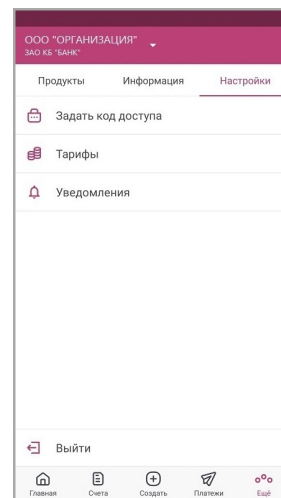 ООО "ОРГАНИЗАЦИЯ"
ЗАО КБ "БАНК"
Продукты Информация Настройки
Задать код доступа
Тарифы
Уведомления
Выйти
Главная Счета Создать Платежи Ещё